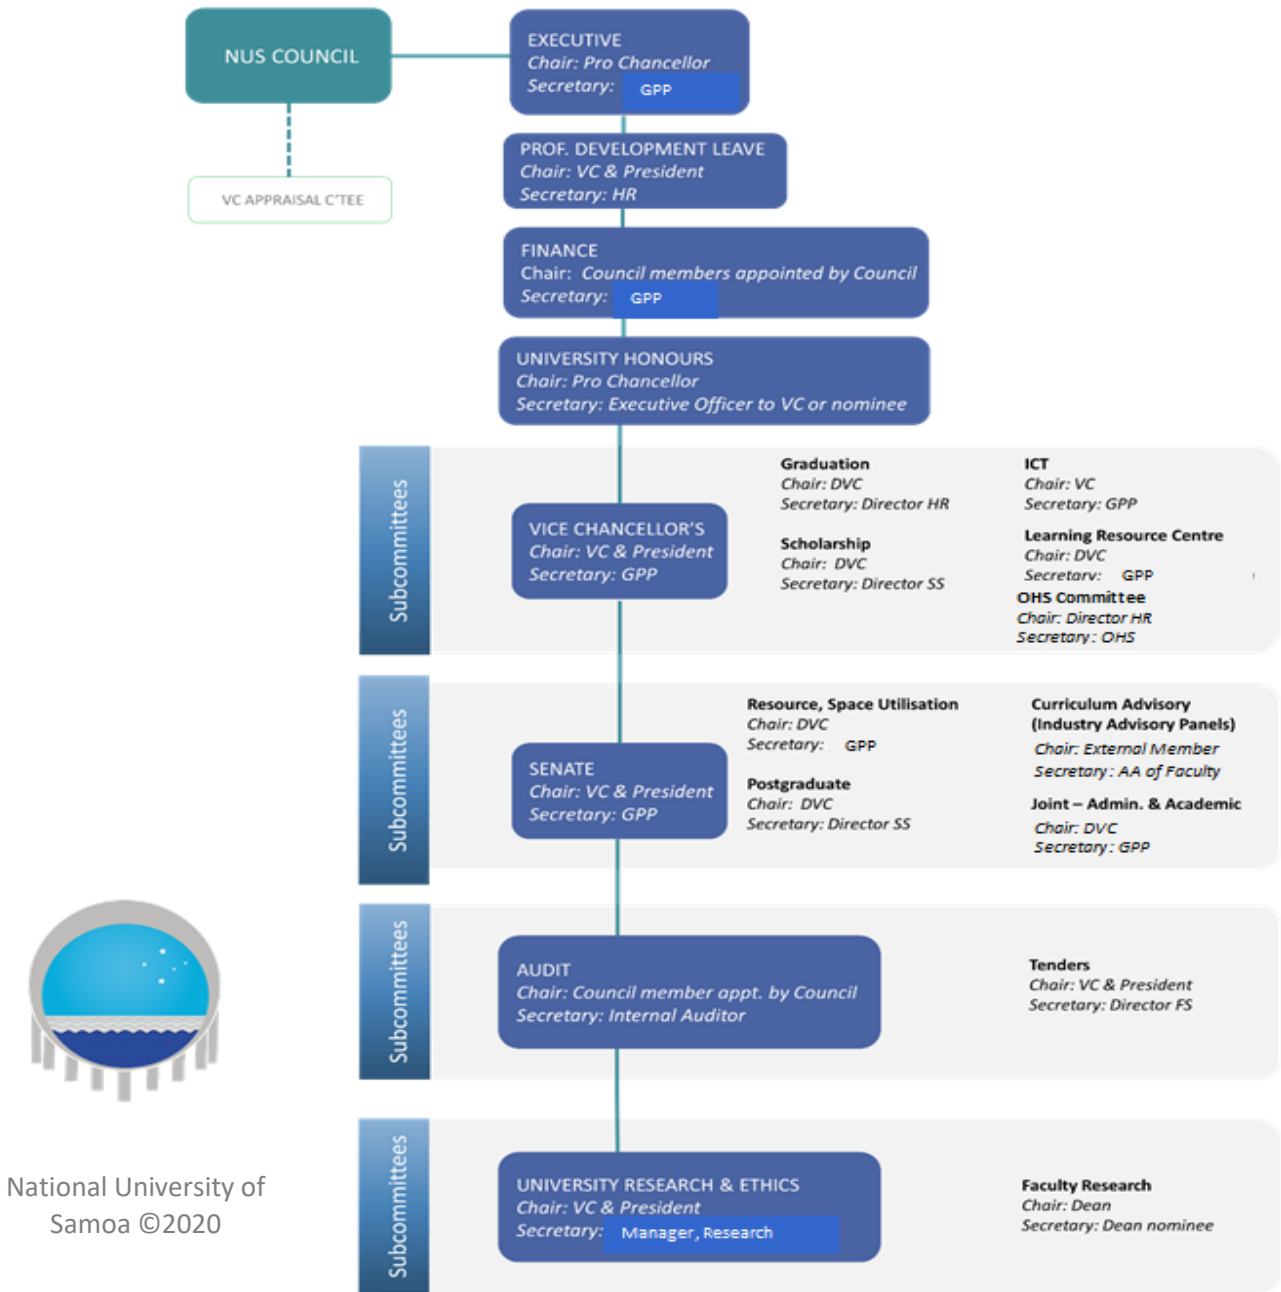 NUS COUNCIL
VC APPRAISAL C'TEE
EXECUTIVE
Chair: Pro Chancellor
Secretary: GPP
PROF. DEVELOPMENT LEAVE
Chair: VC & President
Secretary: HR
FINANCE
Chair: Council members appointed by Council
Secretary: GPP
UNIVERSITY HONOURS
Chair: Pro Chancellor
Secretary: Executive Officer to VC or nominee
Subcommittees
VICE CHANCELLOR'S
Chair: VC & President
Secretary: GPP
Graduation
Chair: DVC
Secretary: Director HR
Scholarship
Chair: DVC
Secretary: Director SS
ICT
Chair: VC
Secretary: GPP
Learning Resource Centre
Chair: DVC
Secretary: GPP
OHS Committee
Chair: Director HR
Secretary: OHS
Subcommittees
SENATE
Chair: VC & President
Secretary: GPP
Resource, Space Utilisation
Chair: DVC
Secretary: GPP
Postgraduate
Chair: DVC
Secretary: Director SS
Curriculum Advisory
(Industry Advisory Panels)
Chair: External Member
Secretary: AA of Faculty
Joint – Admin. & Academic
Chair: DVC
Secretary: GPP
Subcommittees
AUDIT
Chair: Council member appt. by Council
Secretary: Internal Auditor
Tenders
Chair: VC & President
Secretary: Director FS
Subcommittees
UNIVERSITY RESEARCH & ETHICS
Chair: VC & President
Secretary: Manager, Research
Faculty Research
Chair: Dean
Secretary: Dean nominee
National University of
Samoa ©2020